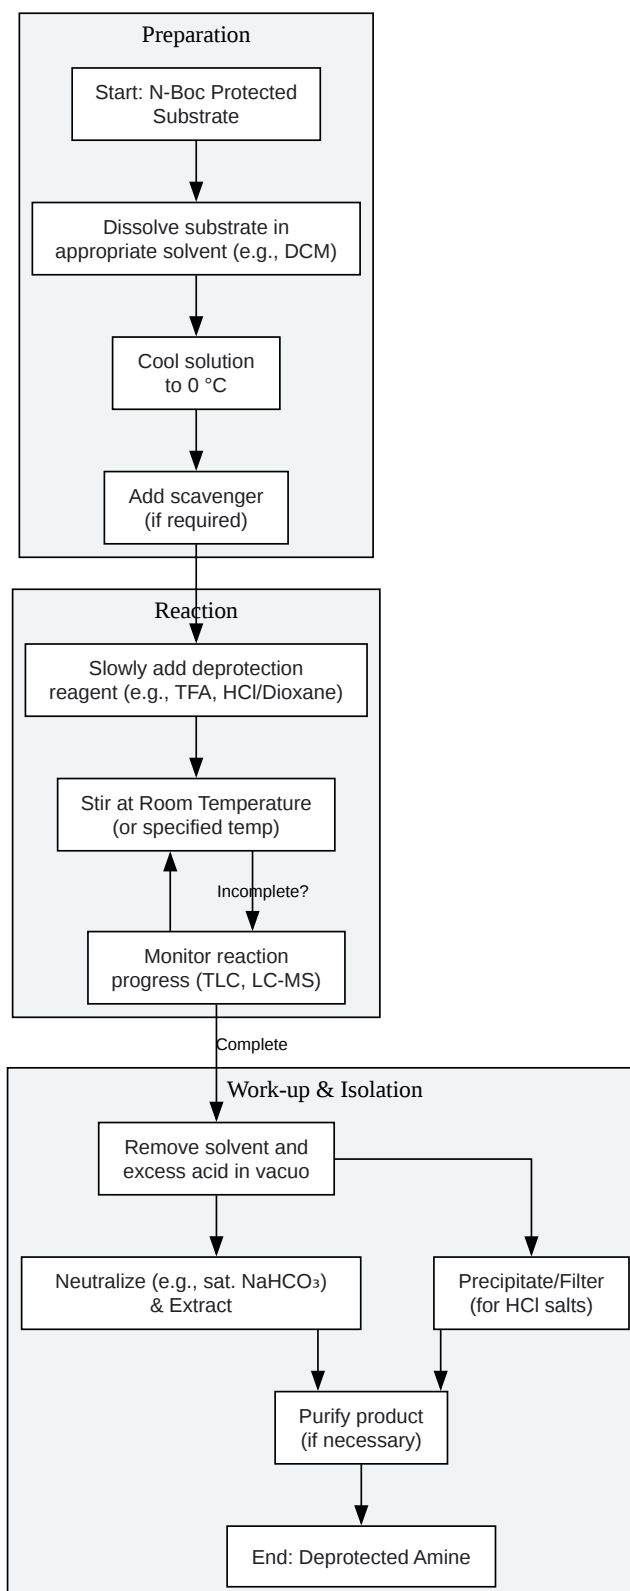 Preparation
Start: N-Boc Protected
Substrate
Dissolve substrate in
appropriate solvent (e.g., DCM)
Cool solution
to 0 °C
Add scavenger
(if required)
Reaction
Slowly add deprotection
reagent (e.g., TFA, HCl/Dioxane)
Stir at Room Temperature
(or specified temp)
Incomplete?
Monitor reaction
progress (TLC, LC-MS)
Complete
Work-up & Isolation
Remove solvent and
excess acid in vacuo
Neutralize (e.g., sat. NaHCO₃)
& Extract
Precipitate/Filter
(for HCl salts)
Purify product
(if necessary)
End: Deprotected Amine